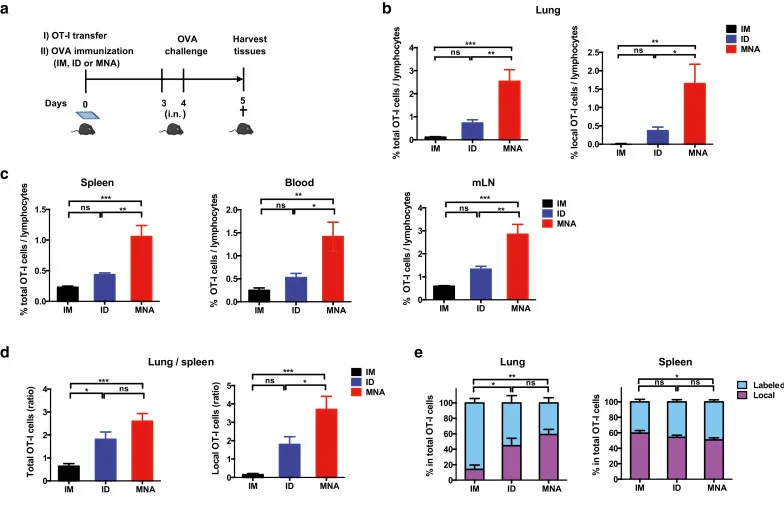 a
I) OT-I transfer
II) OVA immunization
(IM, ID or MNA)
OVA
challenge
Harvest
tissues
Days
0
3
4
5
(i.n.)
b
Lung
% total OT-I cells / lymphocytes
4
3
2
1
0
***
ns
**
IM
ID
MNA
% local OT-I cells / lymphocytes
2.5
2.0
1.5
1.0
0.5
0.0
**
ns
*
IM
ID
MNA
IM
ID
MNA
c
Spleen
% total OT-I cells / lymphocytes
1.5
1.0
0.5
0.0
***
ns
**
IM
ID
MNA
Blood
% OT-I cells / lymphocytes
2.0
1.5
1.0
0.5
0.0
**
ns
*
IM
ID
MNA
mLN
% OT-I cells / lymphocytes
4
3
2
1
0
***
ns
**
IM
ID
MNA
IM
ID
MNA
d
Lung / spleen
Total OT-I cells (ratio)
4
3
2
1
0
***
*
ns
IM
ID
MNA
Local OT-I cells (ratio)
5
4
3
2
1
0
***
ns
*
IM
ID
MNA
IM
ID
MNA
e
Lung
% in total OT-I cells
100
80
60
40
20
0
**
*
ns
IM
ID
MNA
Spleen
% in total OT-I cells
100
80
60
40
20
0
*
ns
ns
IM
ID
MNA
Labeled
Local